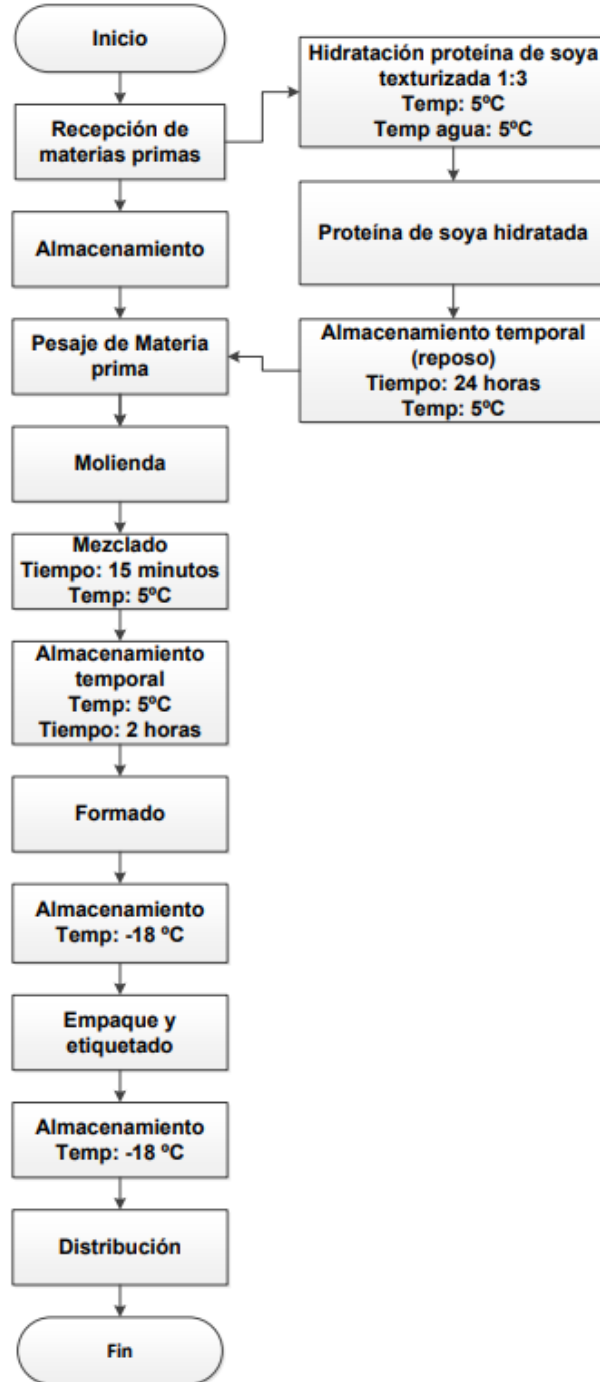 Inicio
Recepción de
materias primas
Hidratación proteína de soya
texturizada 1:3
Temp: 5ºC
Temp agua: 5ºC
Proteína de soya hidratada
Almacenamiento temporal
(reposo)
Tiempo: 24 horas
Temp: 5ºC
Almacenamiento
Pesaje de Materia
prima
Molienda
Mezclado
Tiempo: 15 minutos
Temp: 5ºC
Almacenamiento
temporal
Temp: 5ºC
Tiempo: 2 horas
Formado
Almacenamiento
Temp: -18 ºC
Empaque y
etiquetado
Almacenamiento
Temp: -18 ºC
Distribución
Fin